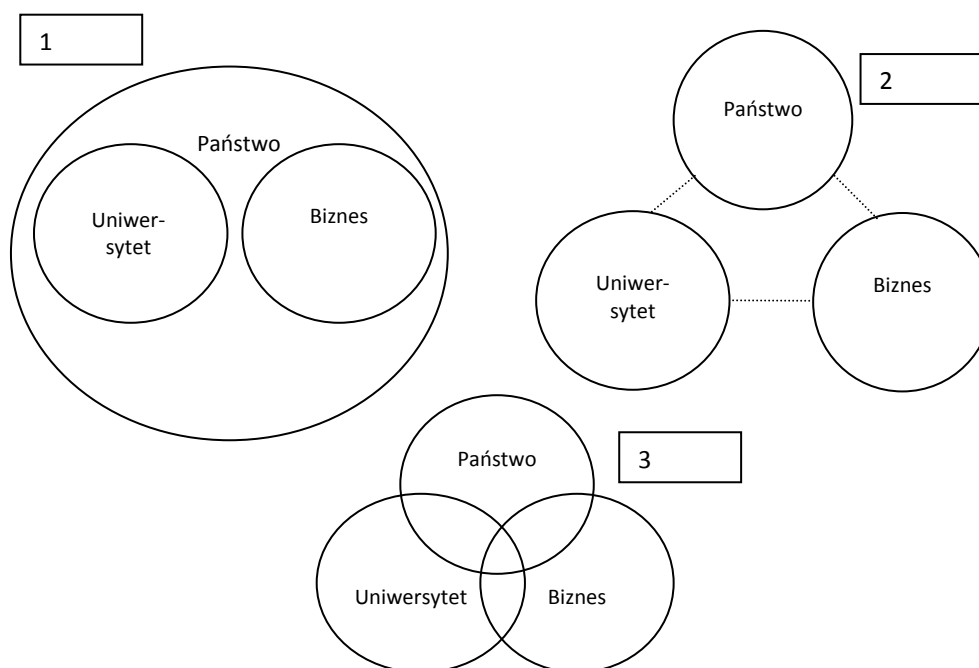 1
Państwo
Uniwer-
sytet
Biznes
2
Państwo
Uniwer-
sytet
Biznes
3
Państwo
Uniwersytet
Biznes